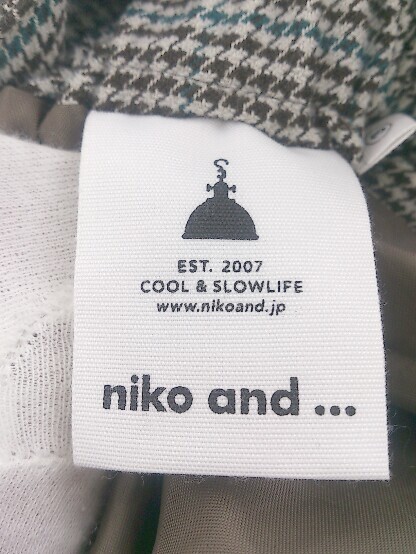 EST. 2007
COOL & SLOWLIFE
www.nikoand.jp
niko and ...